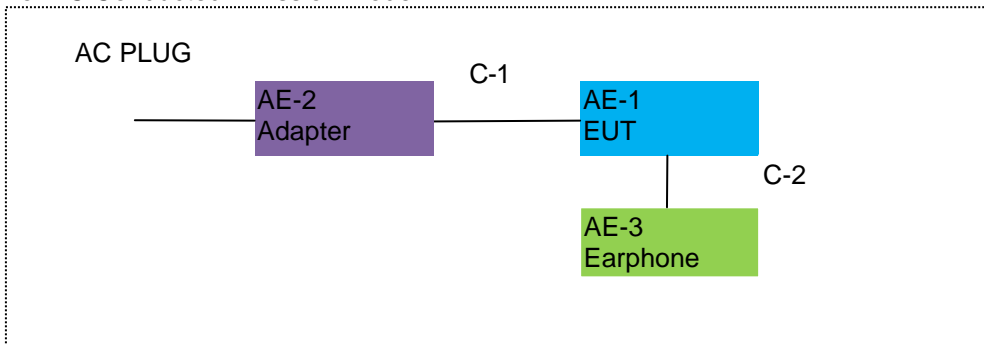 AC PLUG
C-1
AE-2
Adapter
AE-1
EUT
C-2
AE-3
Earphone